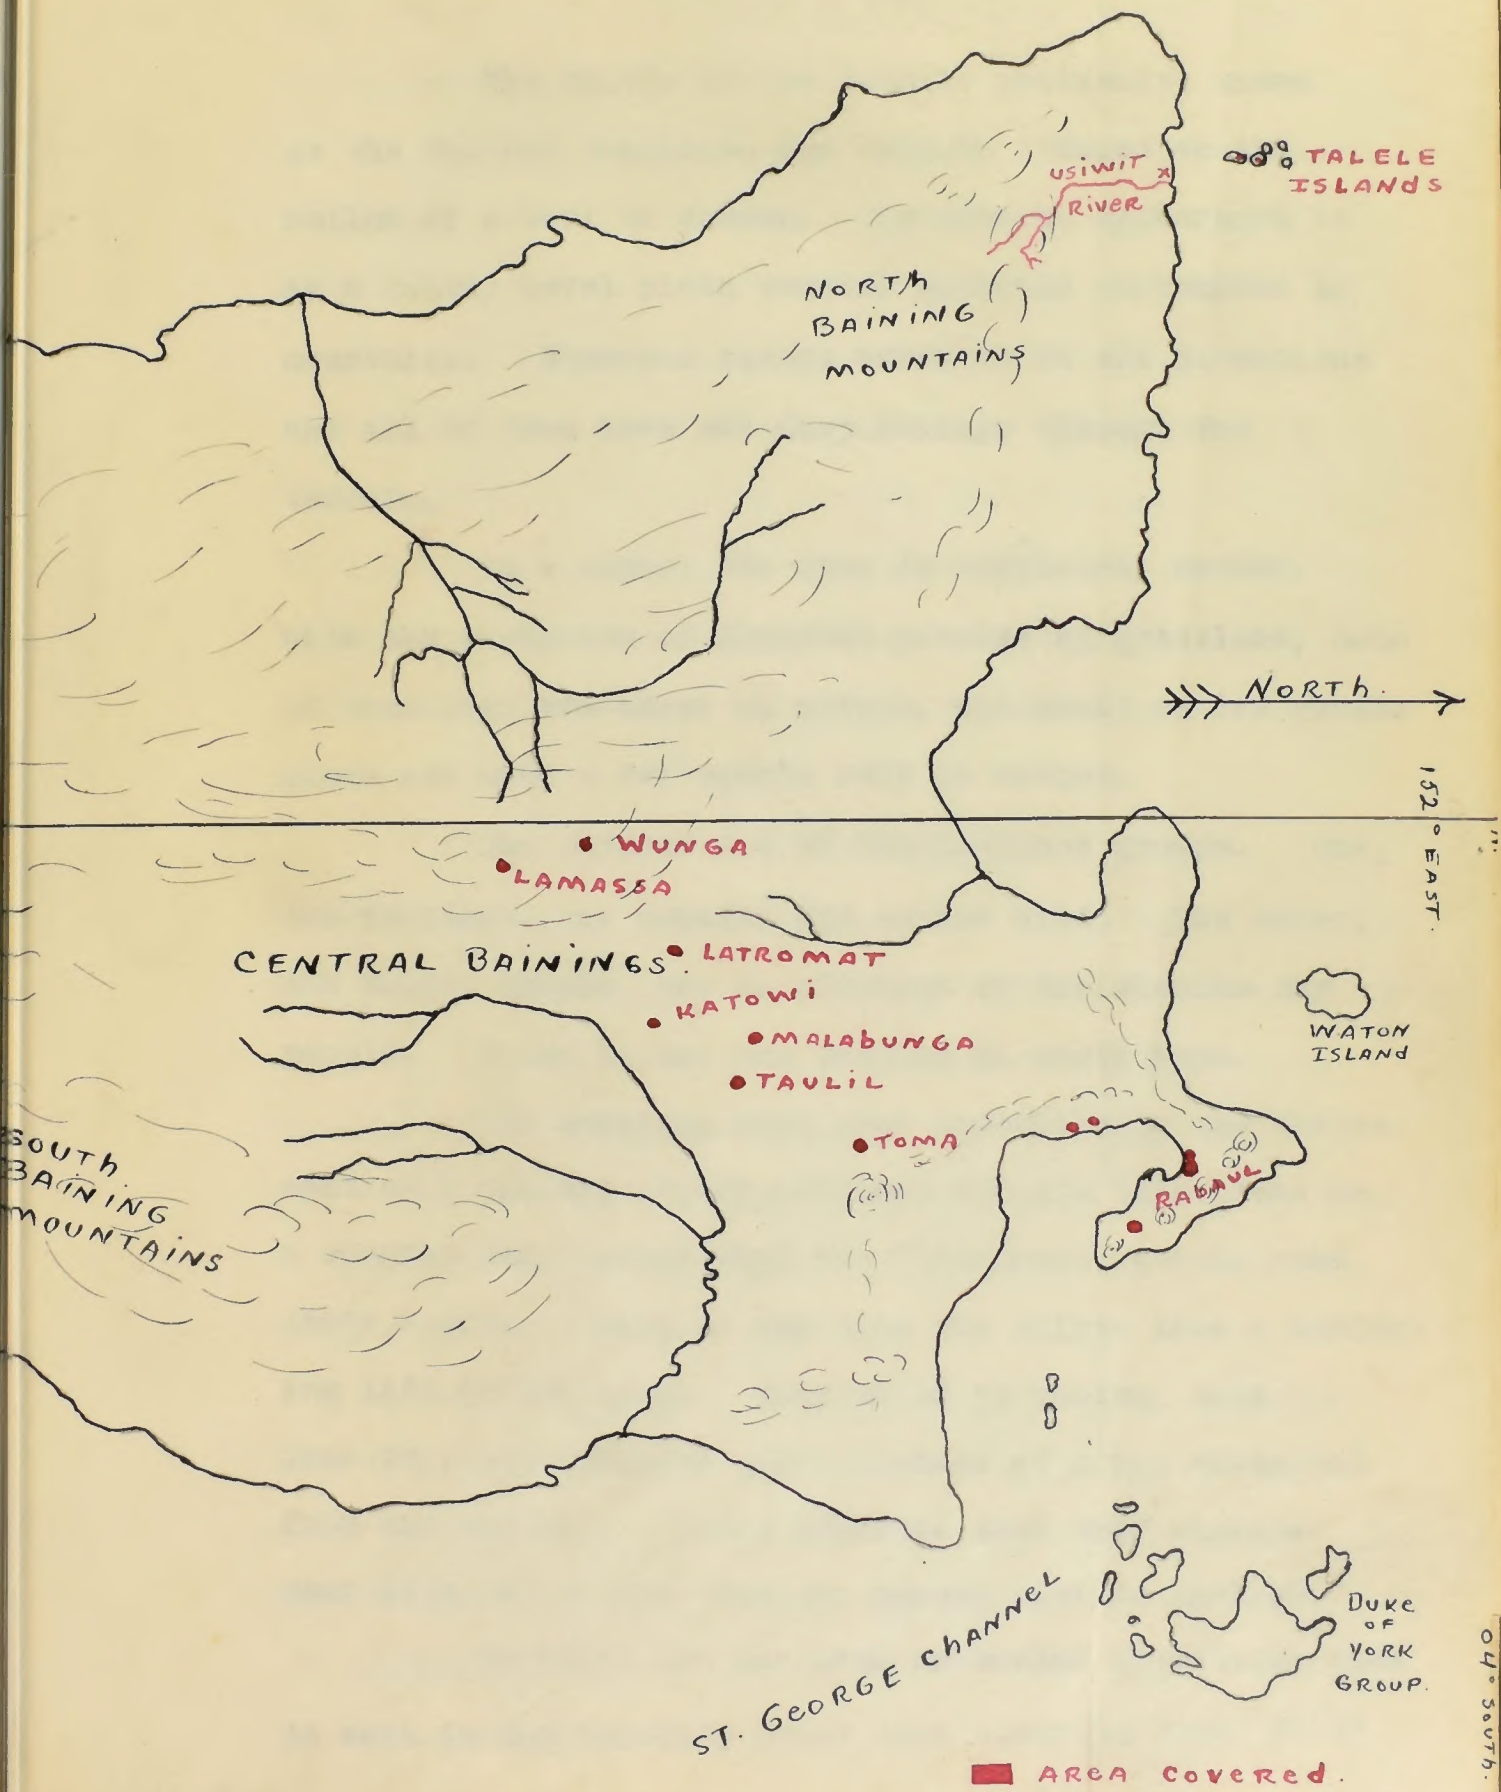 USIWIT
RIVER
TALELE
ISLANDS
NORTH
BAINING
MOUNTAINS
NORTH.
152° EAST.
WUNGA
LAMASSA
CENTRAL BAININGS.
LATROMAT
KATOWI
MALABUNGA
TAULIL
WATON
ISLAND
TOMA
RABAUL
SOUTH
BAINING
MOUNTAINS
ST. GEORGE CHANNEL
DUKE
OF
YORK
GROUP.
04° SOUTH.
AREA COVERED.